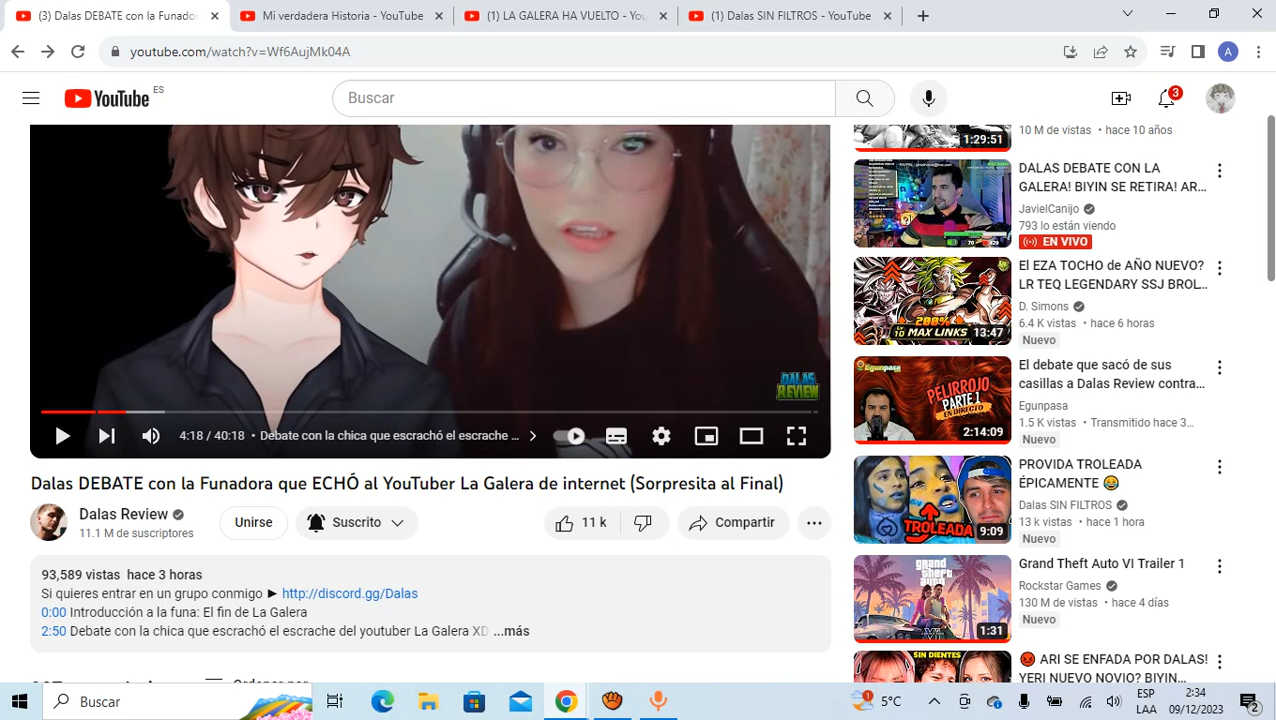 (3) Dalas DEBATE con la Funador
Mi verdadera Historia - YouTube
(1) LA GALERA HA VUELTO - You
(1) Dalas SIN FILTROS - YouTube
youtube.com/watch?v=Wf6AujMk04A
A
YouTube ES
Buscar
3
1:29:51
10 M de vistas • hace 10 años
DALAS DEBATE CON LA
GALERA! BIYIN SE RETIRA! AR...
JavielCanijo
793 lo están viendo
EN VIVO
El EZA TOCHO de AÑO NUEVO?
LR TEQ LEGENDARY SSJ BROL...
D. Simons
6.4 K vistas • hace 6 horas
Nuevo
200%
LV 10 MAX LINKS
13:47
El debate que sacó de sus
casillas a Dalas Review contra...
Egunpasa
1.5 K vistas • Transmitido hace 3...
Nuevo
Egunpasa
PELIRROJO
PARTE 1
EN DIRECTO
2:14:09
PROVIDA TROLEADA
ÉPICAMENTE 😂
Dalas SIN FILTROS
13 k vistas • hace 1 hora
Nuevo
TROLEADA
9:09
Grand Theft Auto VI Trailer 1
Rockstar Games
130 M de vistas • hace 4 días
Nuevo
grand
theft
auto
VI
1:31
😡 ARI SE ENFADA POR DALAS!
YERI NUEVO NOVIO? BIYIN...
SIN DIENTES
DALAS
REVIEW
4:18 / 40:18 • Debate con la chica que escrachó el escrache ...
Dalas DEBATE con la Funadora que ECHÓ al YouTuber La Galera de internet (Sorpresita al Final)
Dalas Review
11.1 M de suscriptores
Unirse
Suscrito
11 k
Compartir
93,589 vistas hace 3 horas
Si quieres entrar en un grupo conmigo ► http://discord.gg/Dalas
0:00 Introducción a la funa: El fin de La Galera
2:50 Debate con la chica que escrachó el escrache del youtuber La Galera XD ...más
Buscar
1
5°C
ESP
LAA
2:34
09/12/2023
2